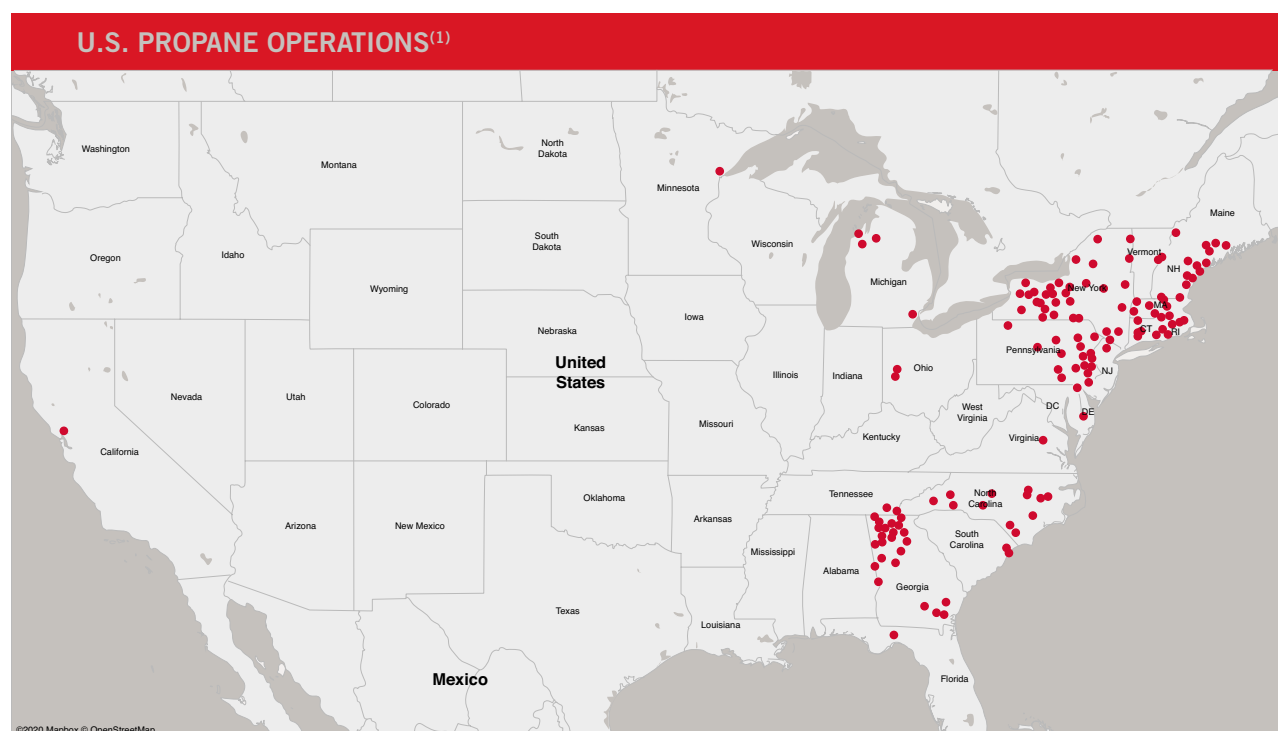 U.S. PROPANE OPERATIONS(1)
Washington
North
Dakota
Montana
Minnesota
Maine
Oregon
Idaho
South
Dakota
Wisconsin
Vermont
NH
Wyoming
Michigan
New York
MA
Iowa
CT
RI
Nebraska
Pennsylvania
United
States
Illinois
Indiana
Ohio
NJ
Nevada
Utah
Colorado
West
Virginia
DC
DE
Kansas
Missouri
Kentucky
Virginia
California
Oklahoma
Tennessee
North
Carolina
Arizona
New Mexico
Arkansas
South
Carolina
Mississippi
Alabama
Georgia
Texas
Louisiana
Mexico
Florida
©2020 Mapbox © OpenStreetMap